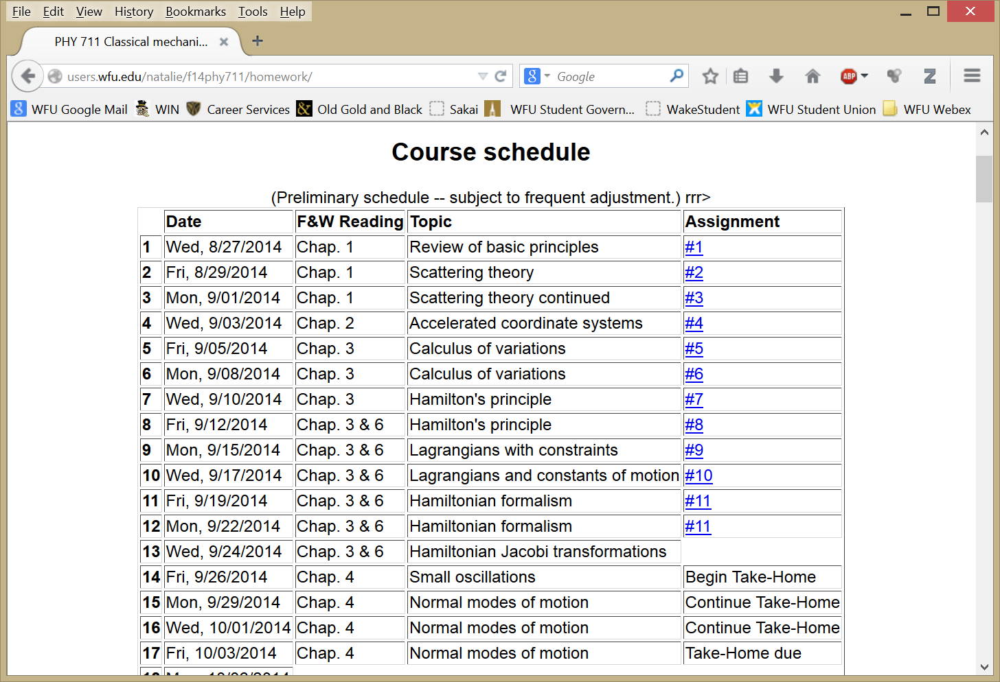 File Edit View History Bookmarks Tools Help
PHY 711 Classical mechani...
users.wfu.edu/natalie/f14phy711/homework/
8 Google ABP Z
8 WFU Google Mail WIN Career Services & Old Gold and Black Sakai WFU Student Govern... WakeStudent WFU Student Union WFU Webex
Course schedule
(Preliminary schedule -- subject to frequent adjustment.) rrr>
Date F&W Reading Topic Assignment
1 Wed, 8/27/2014 Chap. 1 Review of basic principles #1
2 Fri, 8/29/2014 Chap. 1 Scattering theory #2
3 Mon, 9/01/2014 Chap. 1 Scattering theory continued #3
4 Wed, 9/03/2014 Chap. 2 Accelerated coordinate systems #4
5 Fri, 9/05/2014 Chap. 3 Calculus of variations #5
6 Mon, 9/08/2014 Chap. 3 Calculus of variations #6
7 Wed, 9/10/2014 Chap. 3 Hamilton's principle #7
8 Fri, 9/12/2014 Chap. 3 & 6 Hamilton's principle #8
9 Mon, 9/15/2014 Chap. 3 & 6 Lagrangians with constraints #9
10 Wed, 9/17/2014 Chap. 3 & 6 Lagrangians and constants of motion #10
11 Fri, 9/19/2014 Chap. 3 & 6 Hamiltonian formalism #11
12 Mon, 9/22/2014 Chap. 3 & 6 Hamiltonian formalism #11
13 Wed, 9/24/2014 Chap. 3 & 6 Hamiltonian Jacobi transformations
14 Fri, 9/26/2014 Chap. 4 Small oscillations Begin Take-Home
15 Mon, 9/29/2014 Chap. 4 Normal modes of motion Continue Take-Home
16 Wed, 10/01/2014 Chap. 4 Normal modes of motion Continue Take-Home
17 Fri, 10/03/2014 Chap. 4 Normal modes of motion Take-Home due